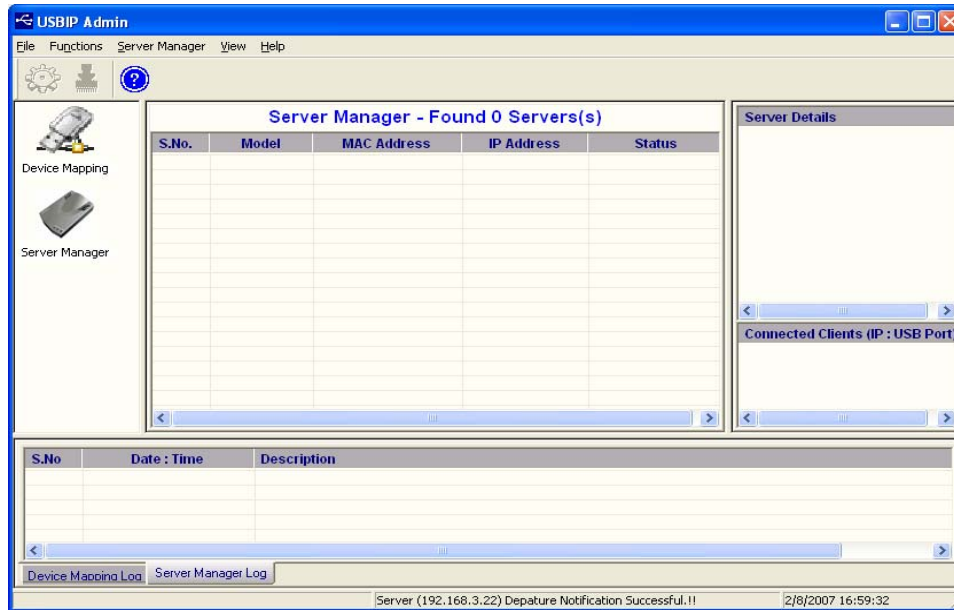 USBIP Admin
File Functions Server Manager View Help
Device Mapping
Server Manager
Server Manager - Found 0 Servers(s)
S.No. Model MAC Address IP Address Status
Server Details
Connected Clients (IP : USB Port)
S.No Date : Time Description
Device Mapping Log Server Manager Log
Server (192.168.3.22) Depature Notification Successful.!! 2/8/2007 16:59:32